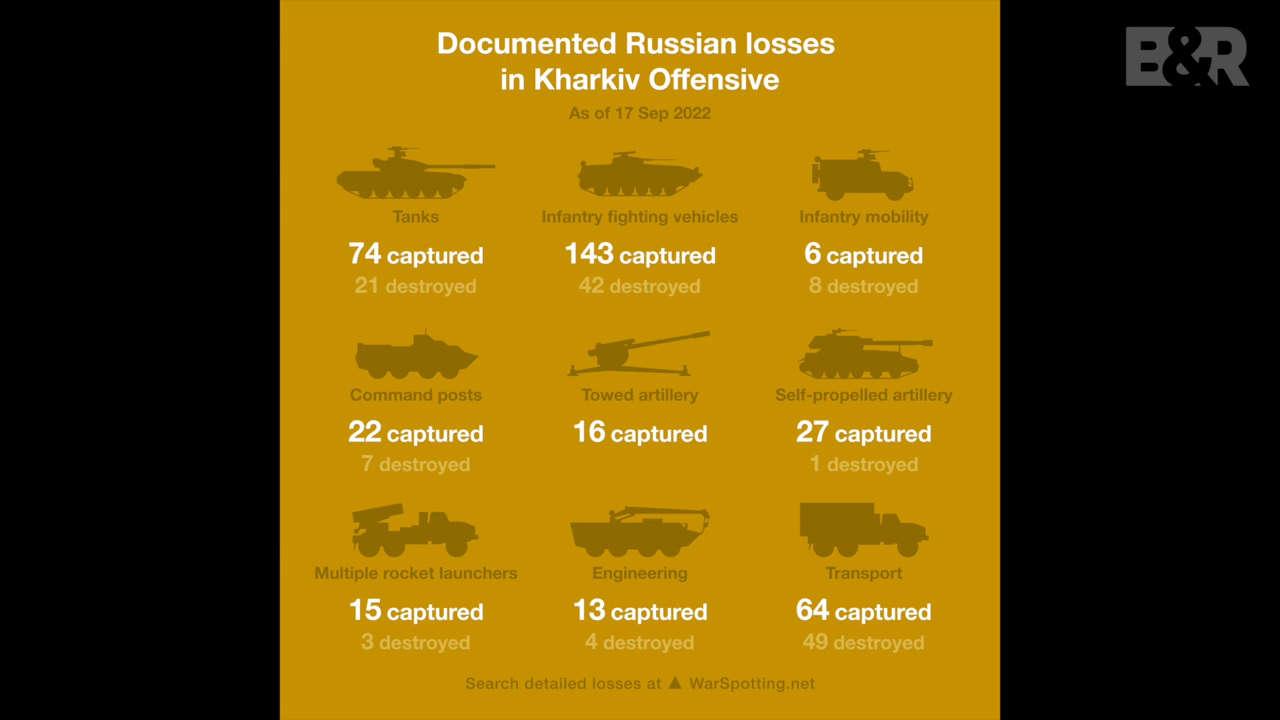 Documented Russian losses
in Kharkiv Offensive
As of 17 Sep 2022
B&R
Tanks
74 captured
21 destroyed
Infantry fighting vehicles
143 captured
42 destroyed
Infantry mobility
6 captured
8 destroyed
Command posts
22 captured
7 destroyed
Towed artillery
16 captured
Self-propelled artillery
27 captured
1 destroyed
Multiple rocket launchers
15 captured
3 destroyed
Engineering
13 captured
4 destroyed
Transport
64 captured
49 destroyed
Search detailed losses at ▲ WarSpotting.net